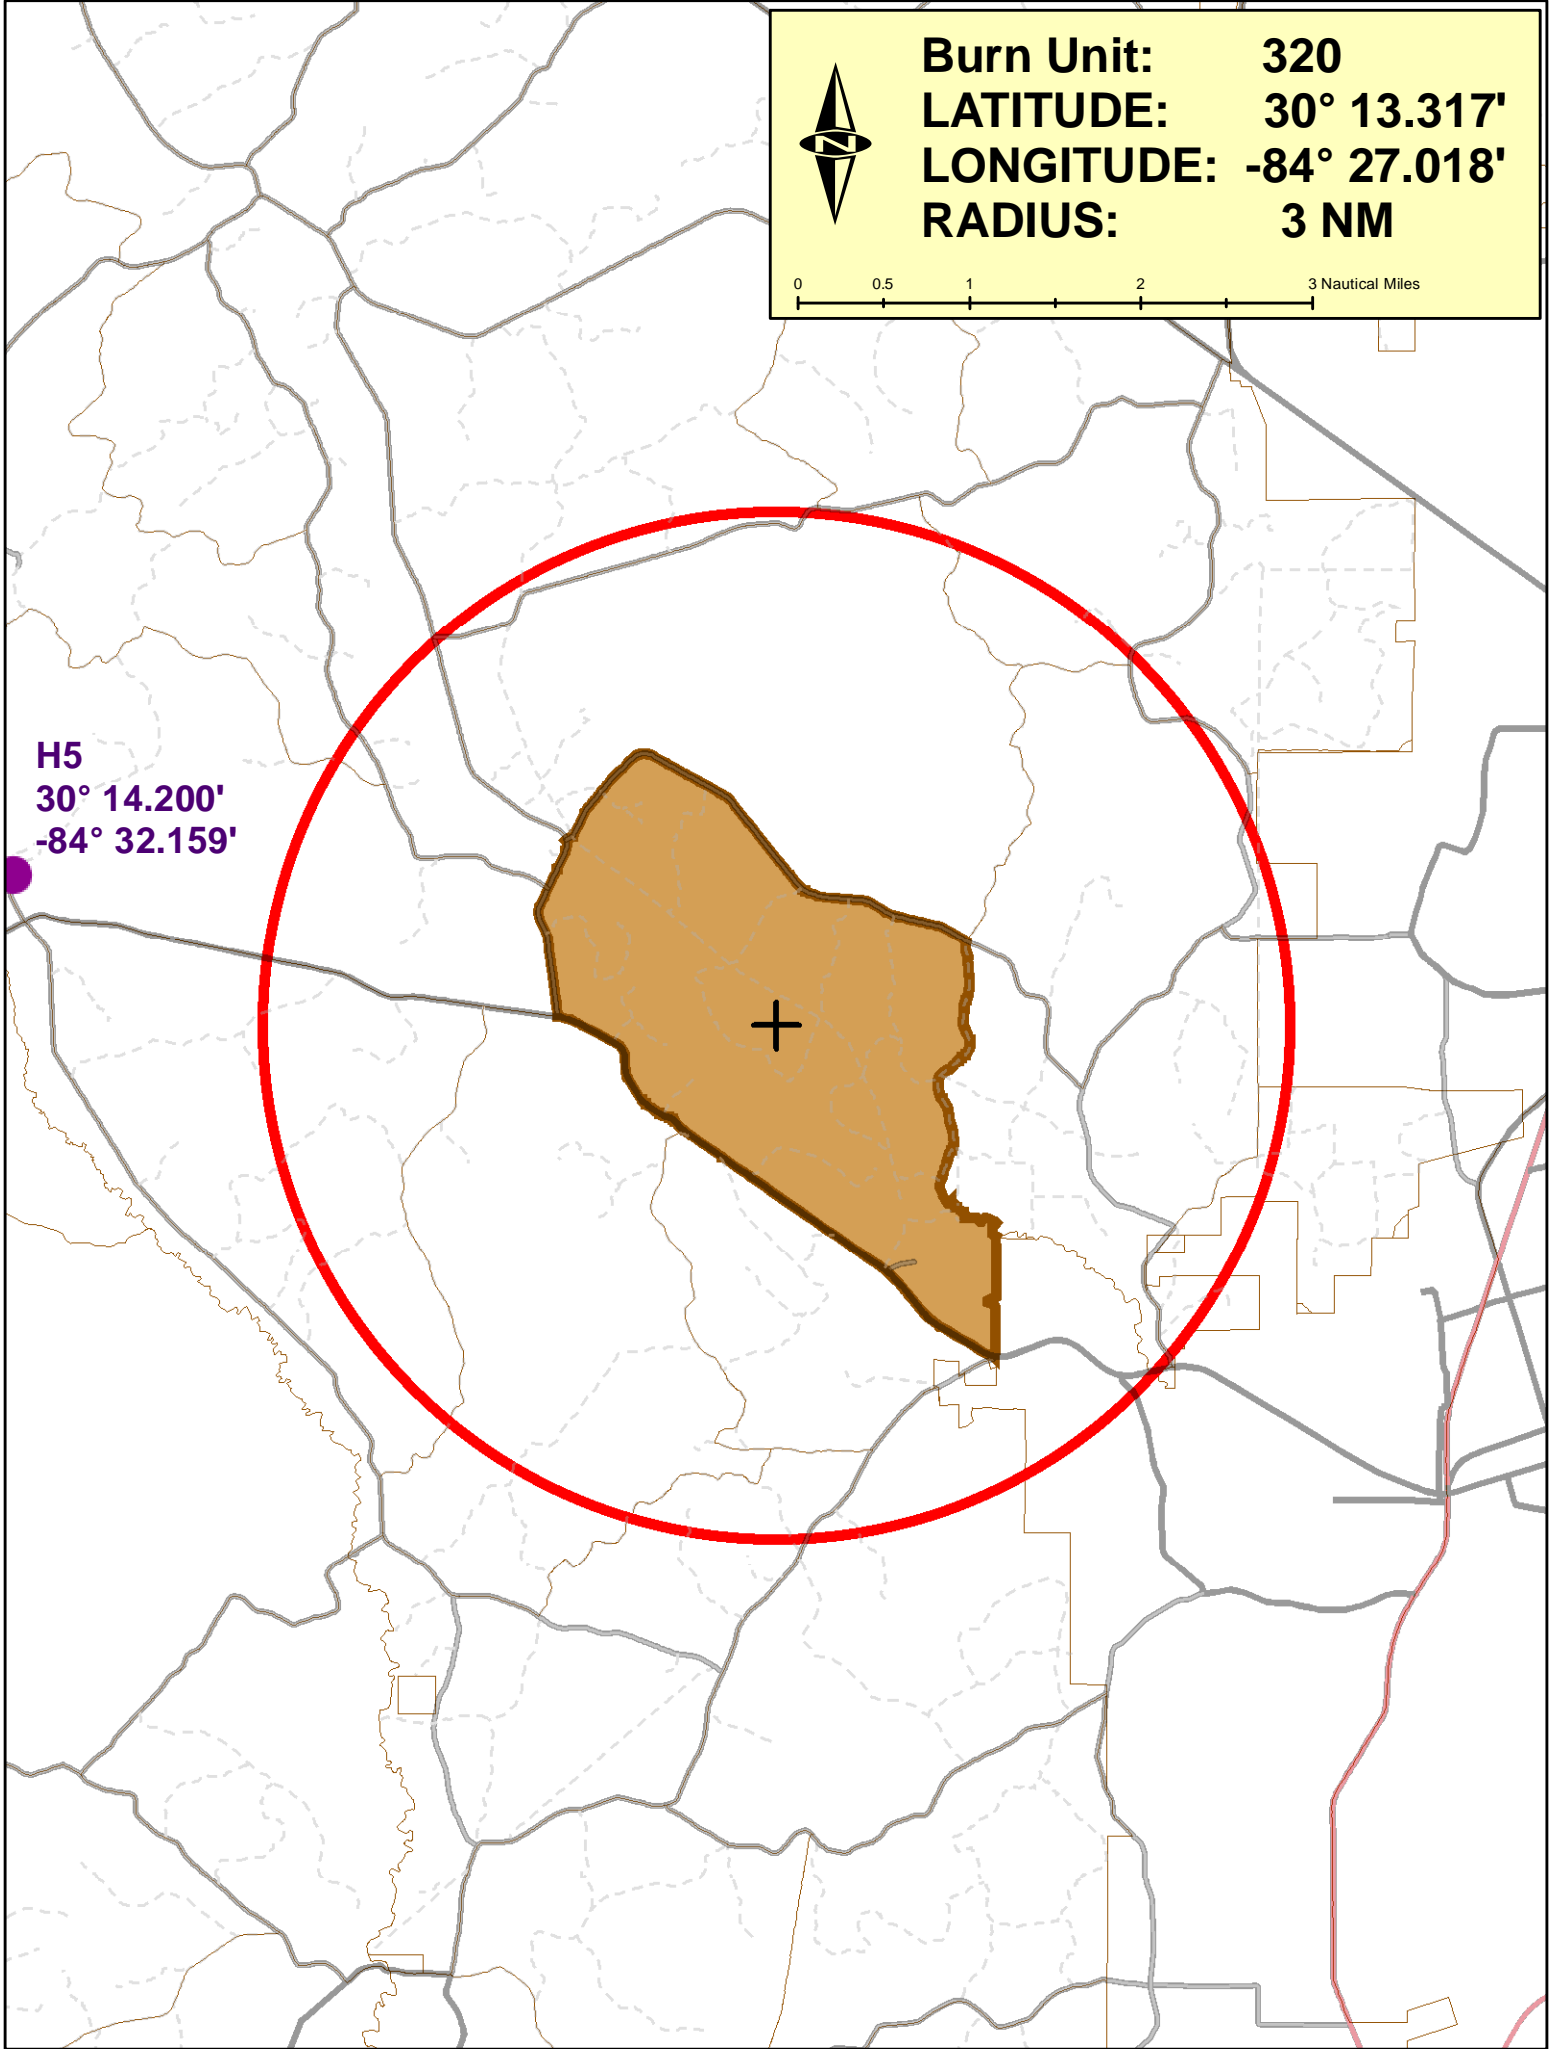 Burn Unit: 320
LATITUDE: 30° 13.317'
LONGITUDE: -84° 27.018'
RADIUS: 3 NM
N
0 0.5 1 2 3 Nautical Miles
H5
30° 14.200'
-84° 32.159'